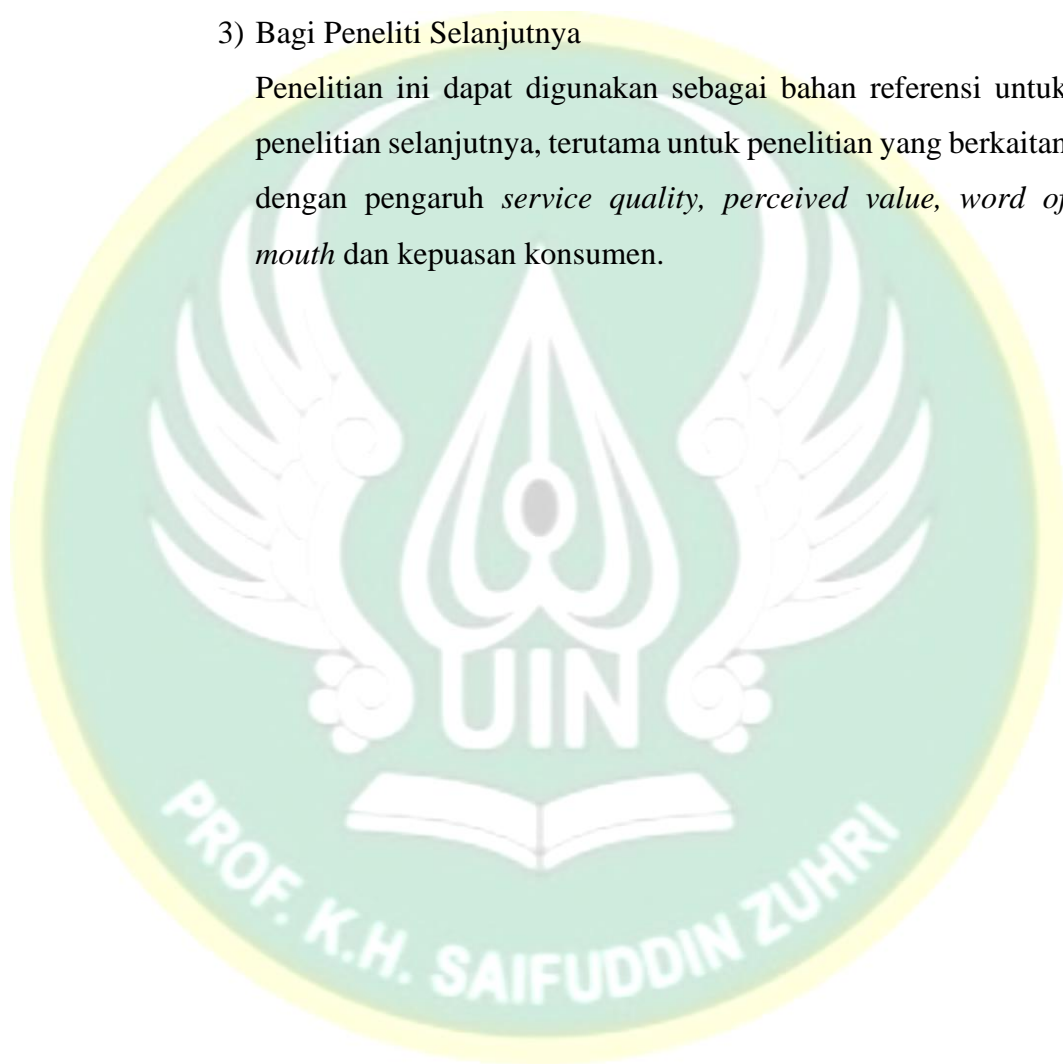 3) Bagi Peneliti Selanjutnya
Penelitian ini dapat digunakan sebagai bahan referensi untuk
penelitian selanjutnya, terutama untuk penelitian yang berkaitan
dengan pengaruh service quality, perceived value, word of
mouth dan kepuasan konsumen.
UIN
PROF. K.H. SAIFUDDIN ZUHRI